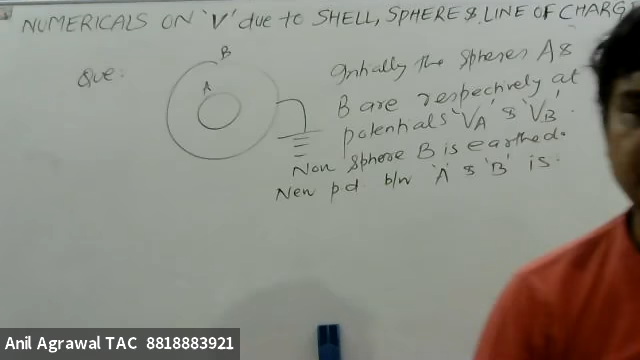 NUMERICALS ON 'V' due to SHELL, SPHERE & LINE OF CHARG
Que:
B
A
Initially the spheres A &
B are respectively at
potentials 'VA' & 'VB'.
Now sphere B is earthed.
New p.d. b/w 'A' & 'B' is:
Anil Agrawal TAC 8818883921